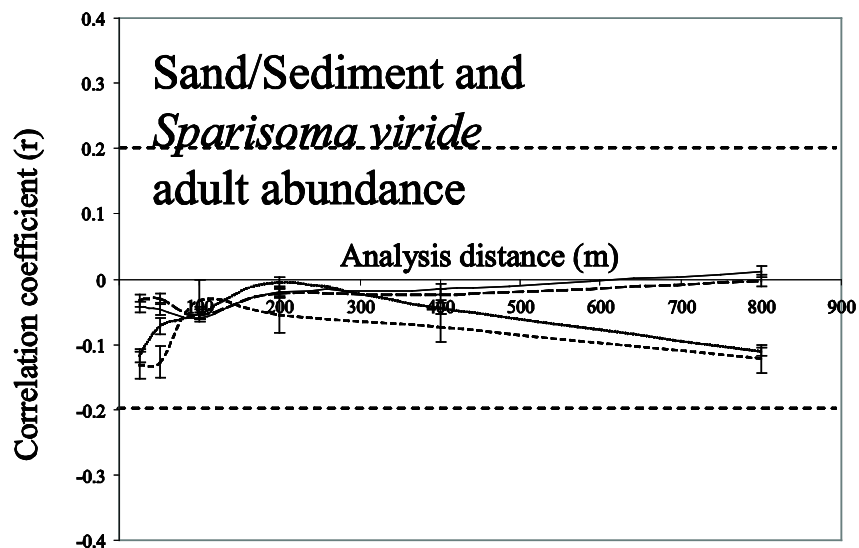 0.4
0.3
0.2
0.1
0
-0.1
-0.2
-0.3
-0.4
Correlation coefficient (r)
Sand/Sediment and
Sparisoma viride
adult abundance
Analysis distance (m)
100 200 300 400 500 600 700 800 900